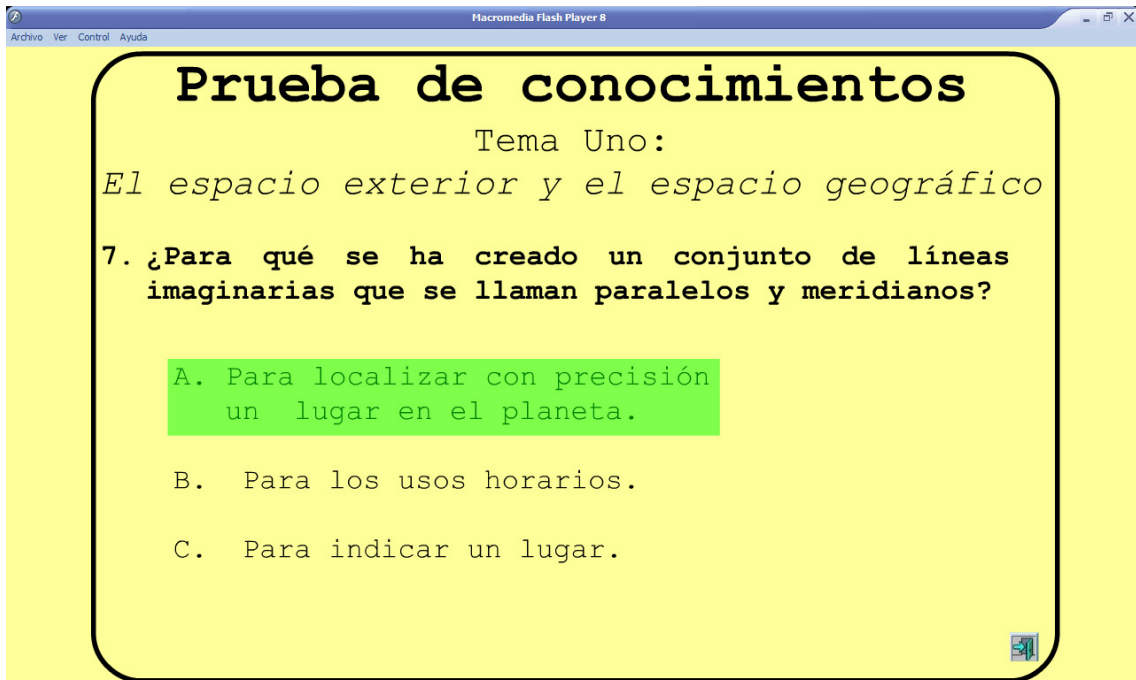 Macromedia Flash Player 8
Archivo Ver Control Ayuda
Prueba de conocimientos
Tema Uno:
El espacio exterior y el espacio geográfico
7. ¿Para qué se ha creado un conjunto de líneas
imaginarias que se llaman paralelos y meridianos?
A. Para localizar con precisión
un lugar en el planeta.
B. Para los usos horarios.
C. Para indicar un lugar.